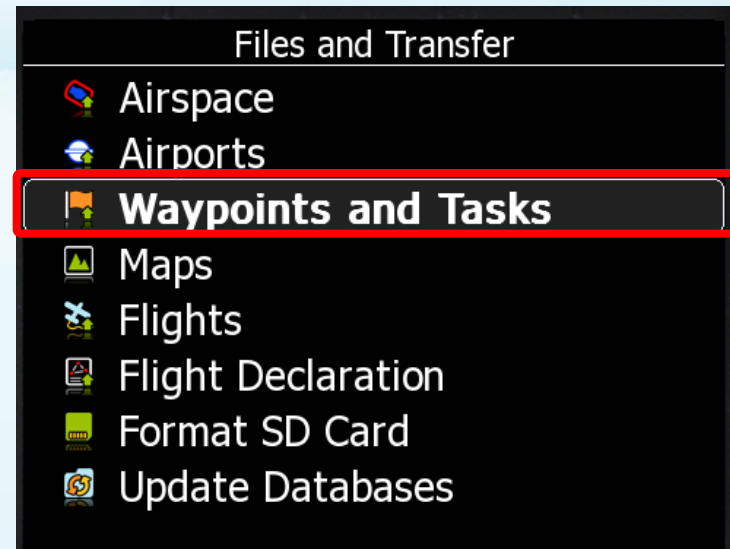 Files and Transfer
Airspace
Airports
Waypoints and Tasks
Maps
Flights
Flight Declaration
Format SD Card
Update Databases